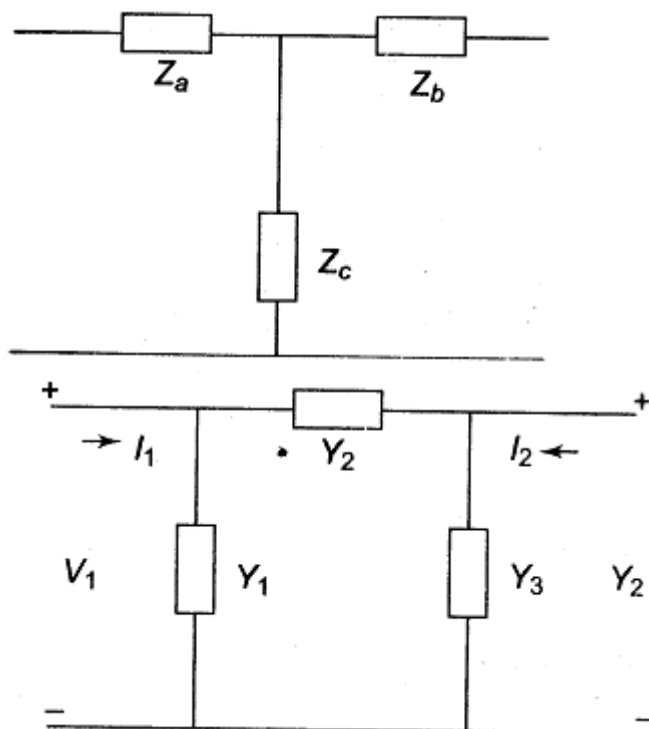 Z_a Z_b
Z_c
+ +
→ I_1 Y_2 I_2 ←
V_1 Y_1 Y_3 Y_2
− −